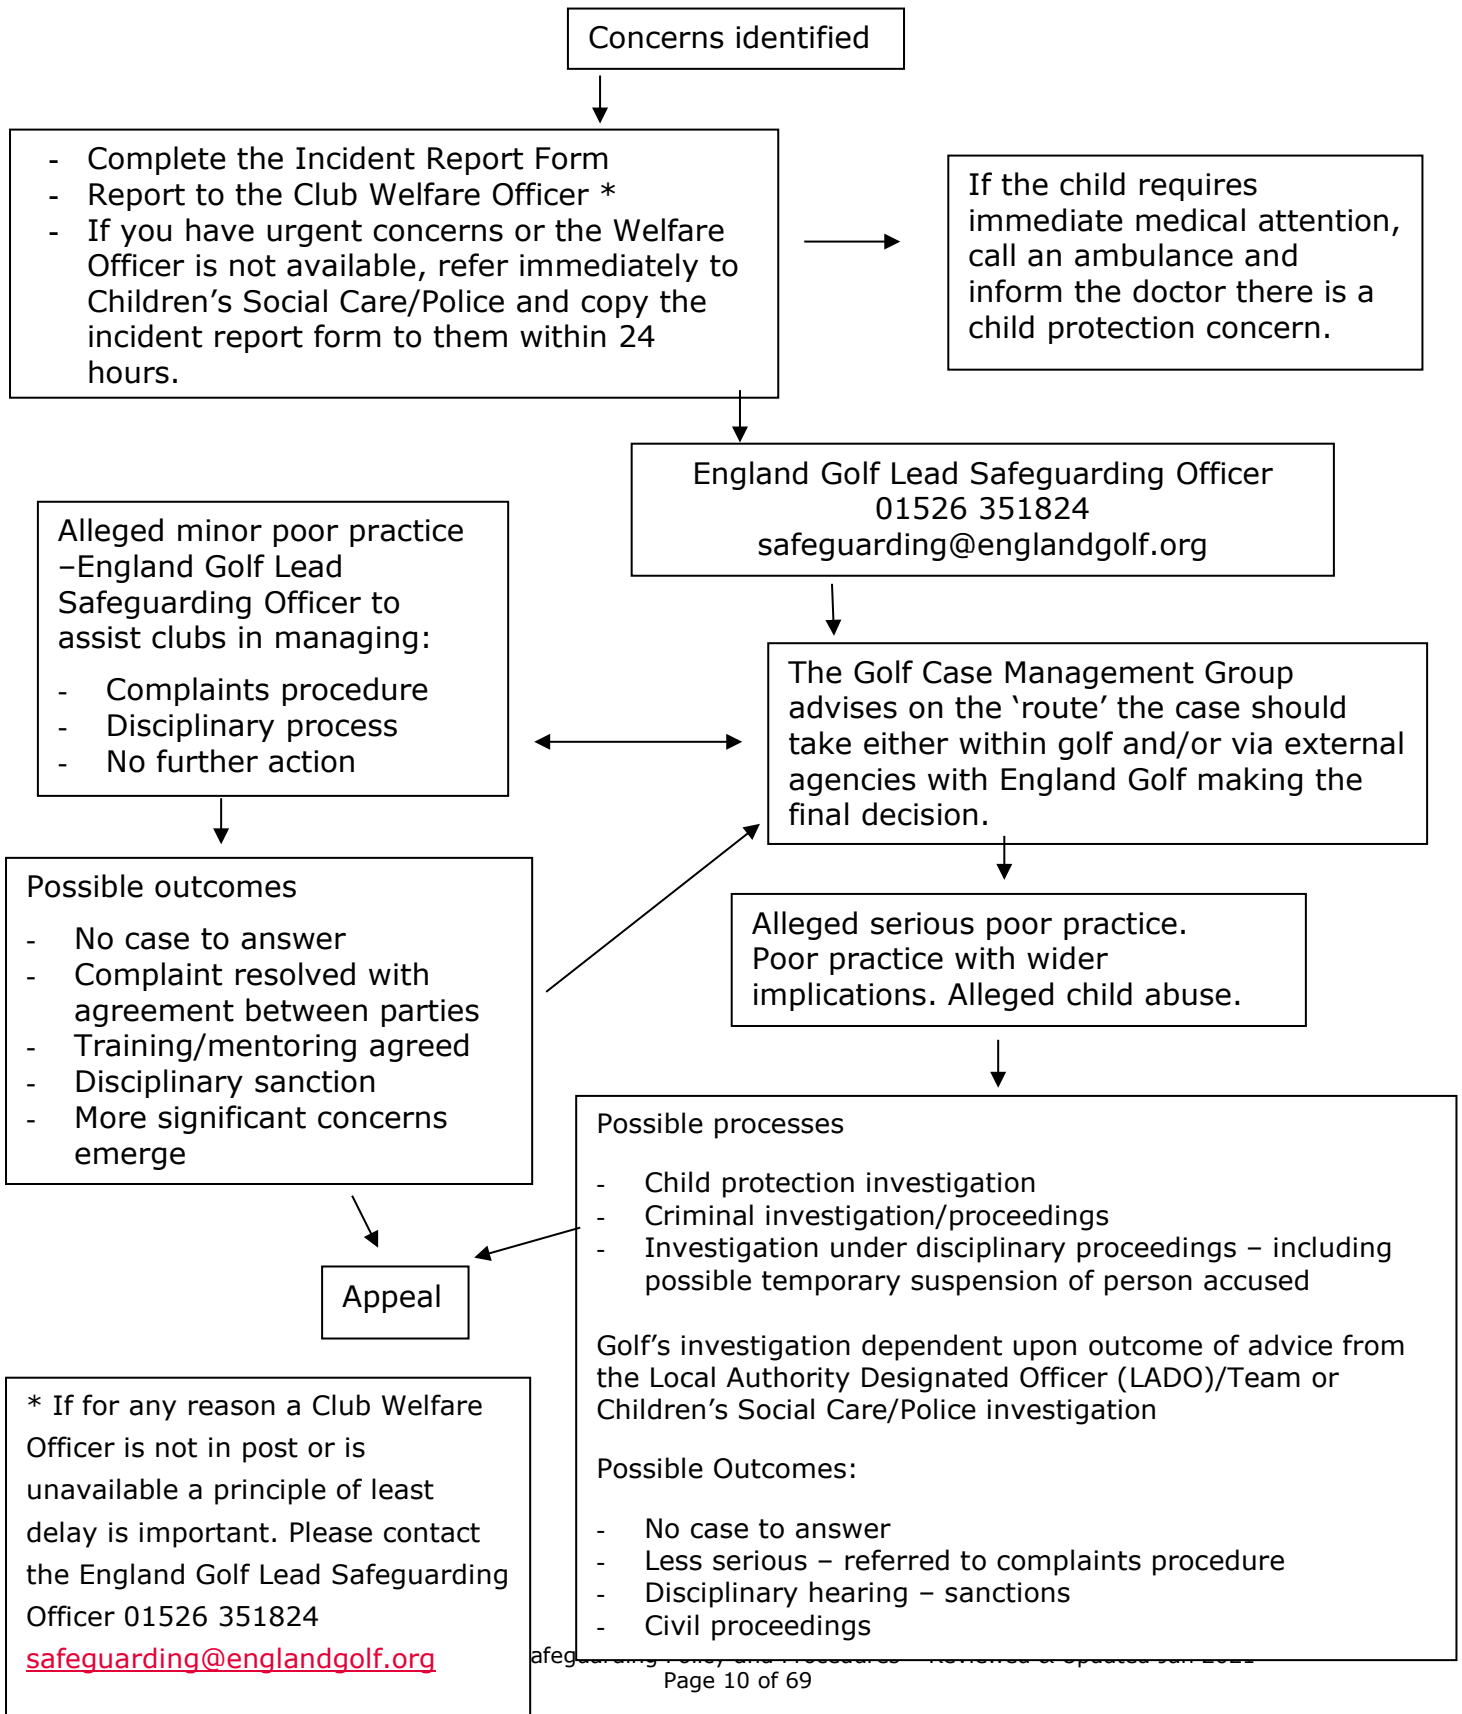 Concerns identified
- Complete the Incident Report Form
- Report to the Club Welfare Officer *
- If you have urgent concerns or the Welfare
Officer is not available, refer immediately to
Children’s Social Care/Police and copy the
incident report form to them within 24
hours.
If the child requires
immediate medical attention,
call an ambulance and
inform the doctor there is a
child protection concern.
England Golf Lead Safeguarding Officer
01526 351824
safeguarding@englandgolf.org
Alleged minor poor practice
–England Golf Lead
Safeguarding Officer to
assist clubs in managing:
- Complaints procedure
- Disciplinary process
- No further action
The Golf Case Management Group
advises on the ‘route’ the case should
take either within golf and/or via external
agencies with England Golf making the
final decision.
Possible outcomes
- No case to answer
- Complaint resolved with
agreement between parties
- Training/mentoring agreed
- Disciplinary sanction
- More significant concerns
emerge
Alleged serious poor practice.
Poor practice with wider
implications. Alleged child abuse.
Possible processes
- Child protection investigation
- Criminal investigation/proceedings
- Investigation under disciplinary proceedings – including
possible temporary suspension of person accused
Golf’s investigation dependent upon outcome of advice from
the Local Authority Designated Officer (LADO)/Team or
Children’s Social Care/Police investigation
Possible Outcomes:
- No case to answer
- Less serious – referred to complaints procedure
- Disciplinary hearing – sanctions
- Civil proceedings
Appeal
* If for any reason a Club Welfare
Officer is not in post or is
unavailable a principle of least
delay is important. Please contact
the England Golf Lead Safeguarding
Officer 01526 351824
safeguarding@englandgolf.org
Policy and Procedures – Reviewed & Updated Jan 2021
Page 10 of 69